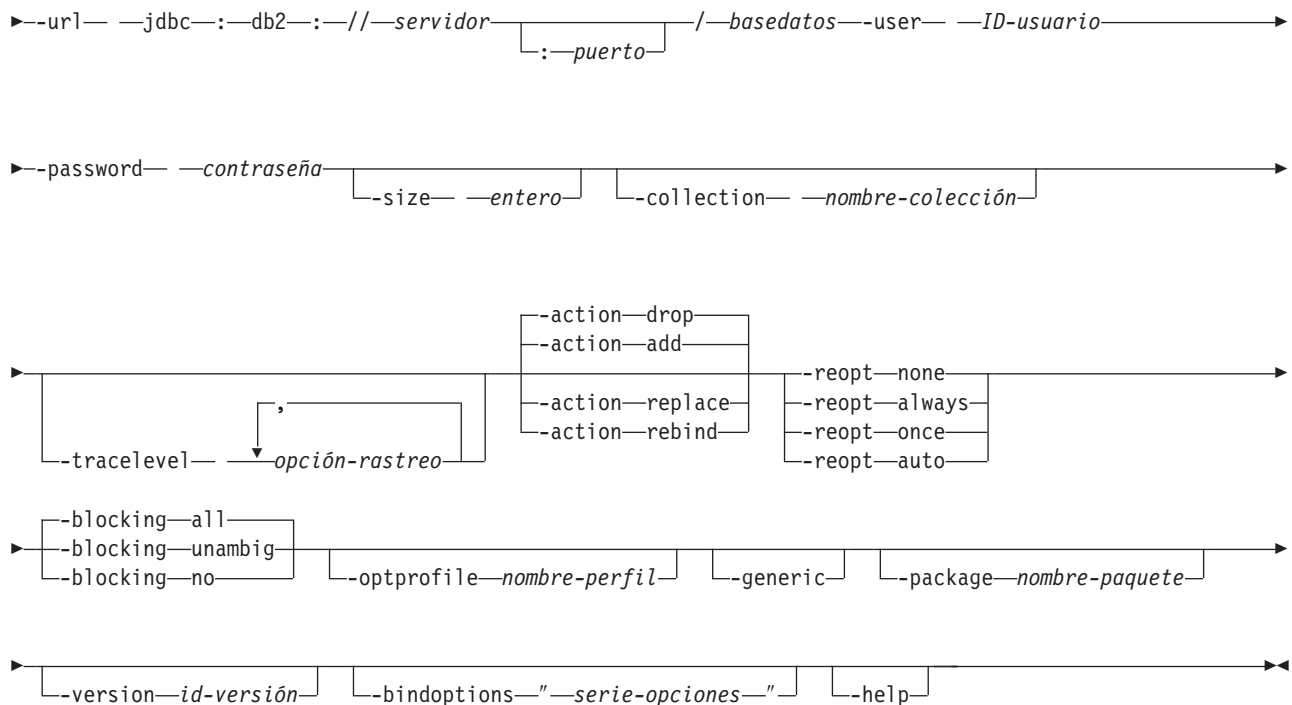 -url jdbc : db2 : // servidor / basedatos -user ID-usuario
: puerto
-password contraseña
-size entero -collection nombre-colección
-action drop
-action add
-reopt none
, -action replace -reopt always
-action rebind -reopt once
-tracelevel opción-rastreo -reopt auto
-blocking all
-blocking unambig
-blocking no -optprofile nombre-perfil -generic -package nombre-paquete
-version id-versión -bindoptions " serie-opciones " -help